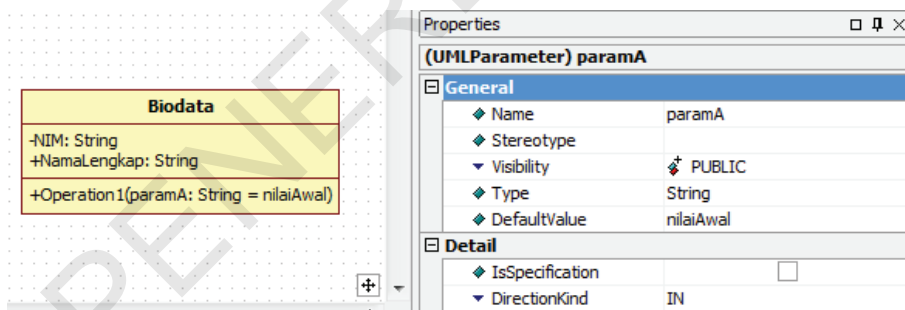 Biodata
-NIM: String
+NamaLengkap: String
+Operation1(paramA: String = nilaiAwal)
Properties
(UMLParameter) paramA
General
Name paramA
Stereotype
Visibility PUBLIC
Type String
DefaultValue nilaiAwal
Detail
IsSpecification
DirectionKind IN